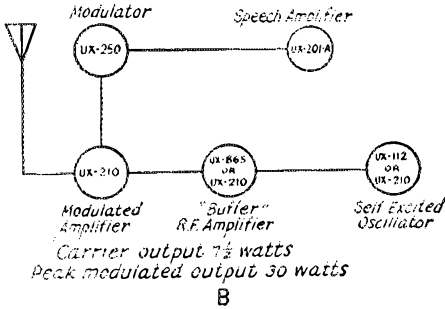 Modulator
Speech Amplifier
UX-250
UX-201-A
UX-210
UX-865
OR
UX-210
UX-112
OR
UX-210
Modulated
Amplifier
"Buffer"
R.F. Amplifier
Self Excited
Oscillator
Carrier output 7½ watts
Peak modulated output 30 watts
B